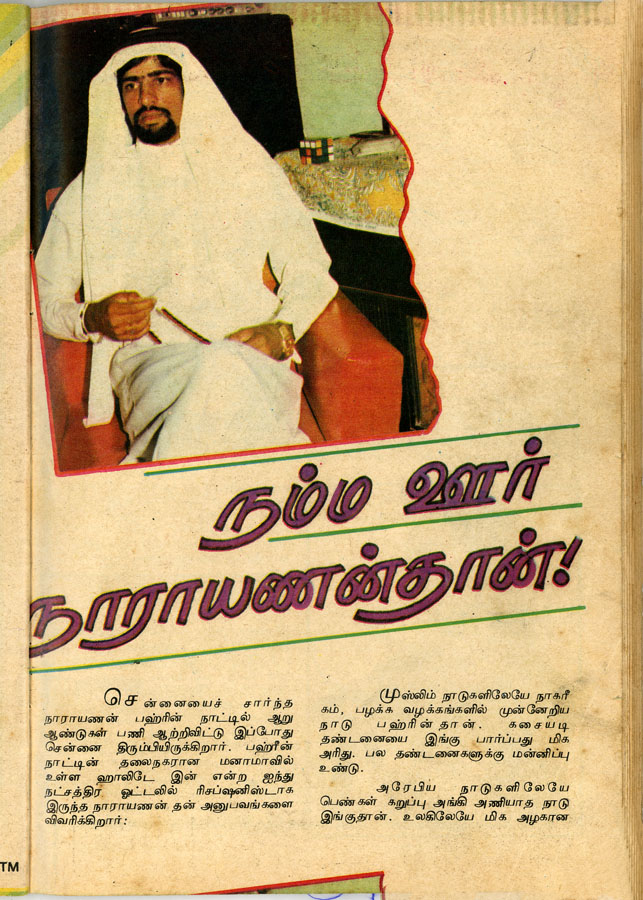 நம்ம ஊர்
நாராயணன்தான்!
சென்னையைச் சார்ந்த
நாராயணன் பஹ்ரின் நாட்டில் ஆறு
ஆண்டுகள் பணி ஆற்றிவிட்டு இப்போது
சென்னை திரும்பியிருக்கிறார். பஹ்ரீன்
நாட்டின் தலைநகரான மனாமாவில்
உள்ள ஹாலிடே இன் என்ற ஐந்து
நட்சத்திர ஓட்டலில் ரிசப்ஷனிஸ்டாக
இருந்த நாராயணன் தன் அனுபவங்களை
விவரிக்கிறார்:
முஸ்லிம் நாடுகளிலேயே நாகரீ
கம், பழக்க வழக்கங்களில் முன்னேறிய
நாடு பஹ்ரின்தான். கசையடி
தண்டனையை இங்கு பார்ப்பது மிக
அரிது. பல தண்டனைகளுக்கு மன்னிப்பு
உண்டு.
அரேபிய நாடுகளிலேயே
பெண்கள் கறுப்பு அங்கி அணியாத நாடு
இங்குதான். உலகிலேயே மிக அழகான
TM